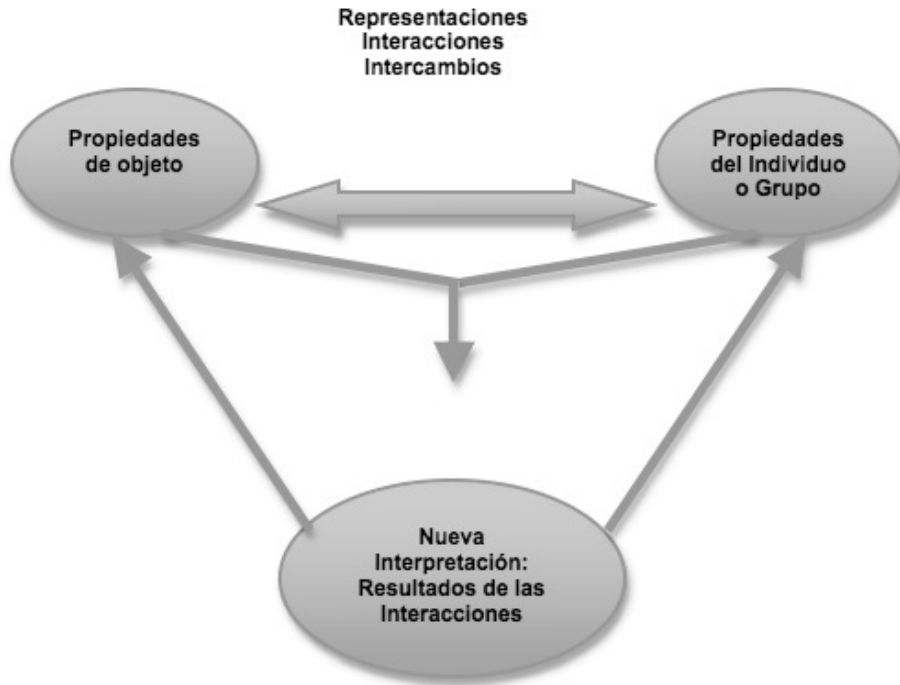 Representaciones
Interacciones
Intercambios
Propiedades
de objeto
Propiedades
del Individuo
o Grupo
Nueva
Interpretación:
Resultados de las
Interacciones